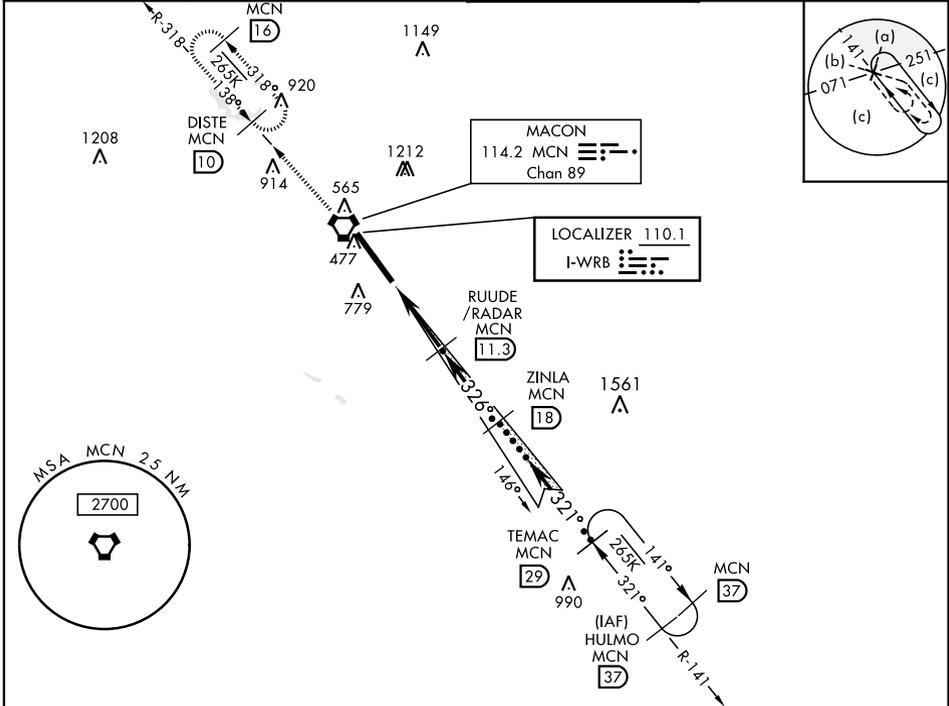 MCN
16
R-318
318°
265K
138°
920
1149
141
(a)
(b)
251
071
(c)
(c)
DISTE
MCN
10
1208
914
1212
565
MACON
114.2 MCN
Chan 89
LOCALIZER 110.1
I-WRB
477
779
RUUDE
/RADAR
MCN
11.3
ZINLA
MCN
18
1561
326°
146°
321°
MSA MCN 25 NM
2700
TEMAC
MCN
29
990
265K
141°
321°
MCN
37
(IAF)
HULMO
MCN
37
R-141